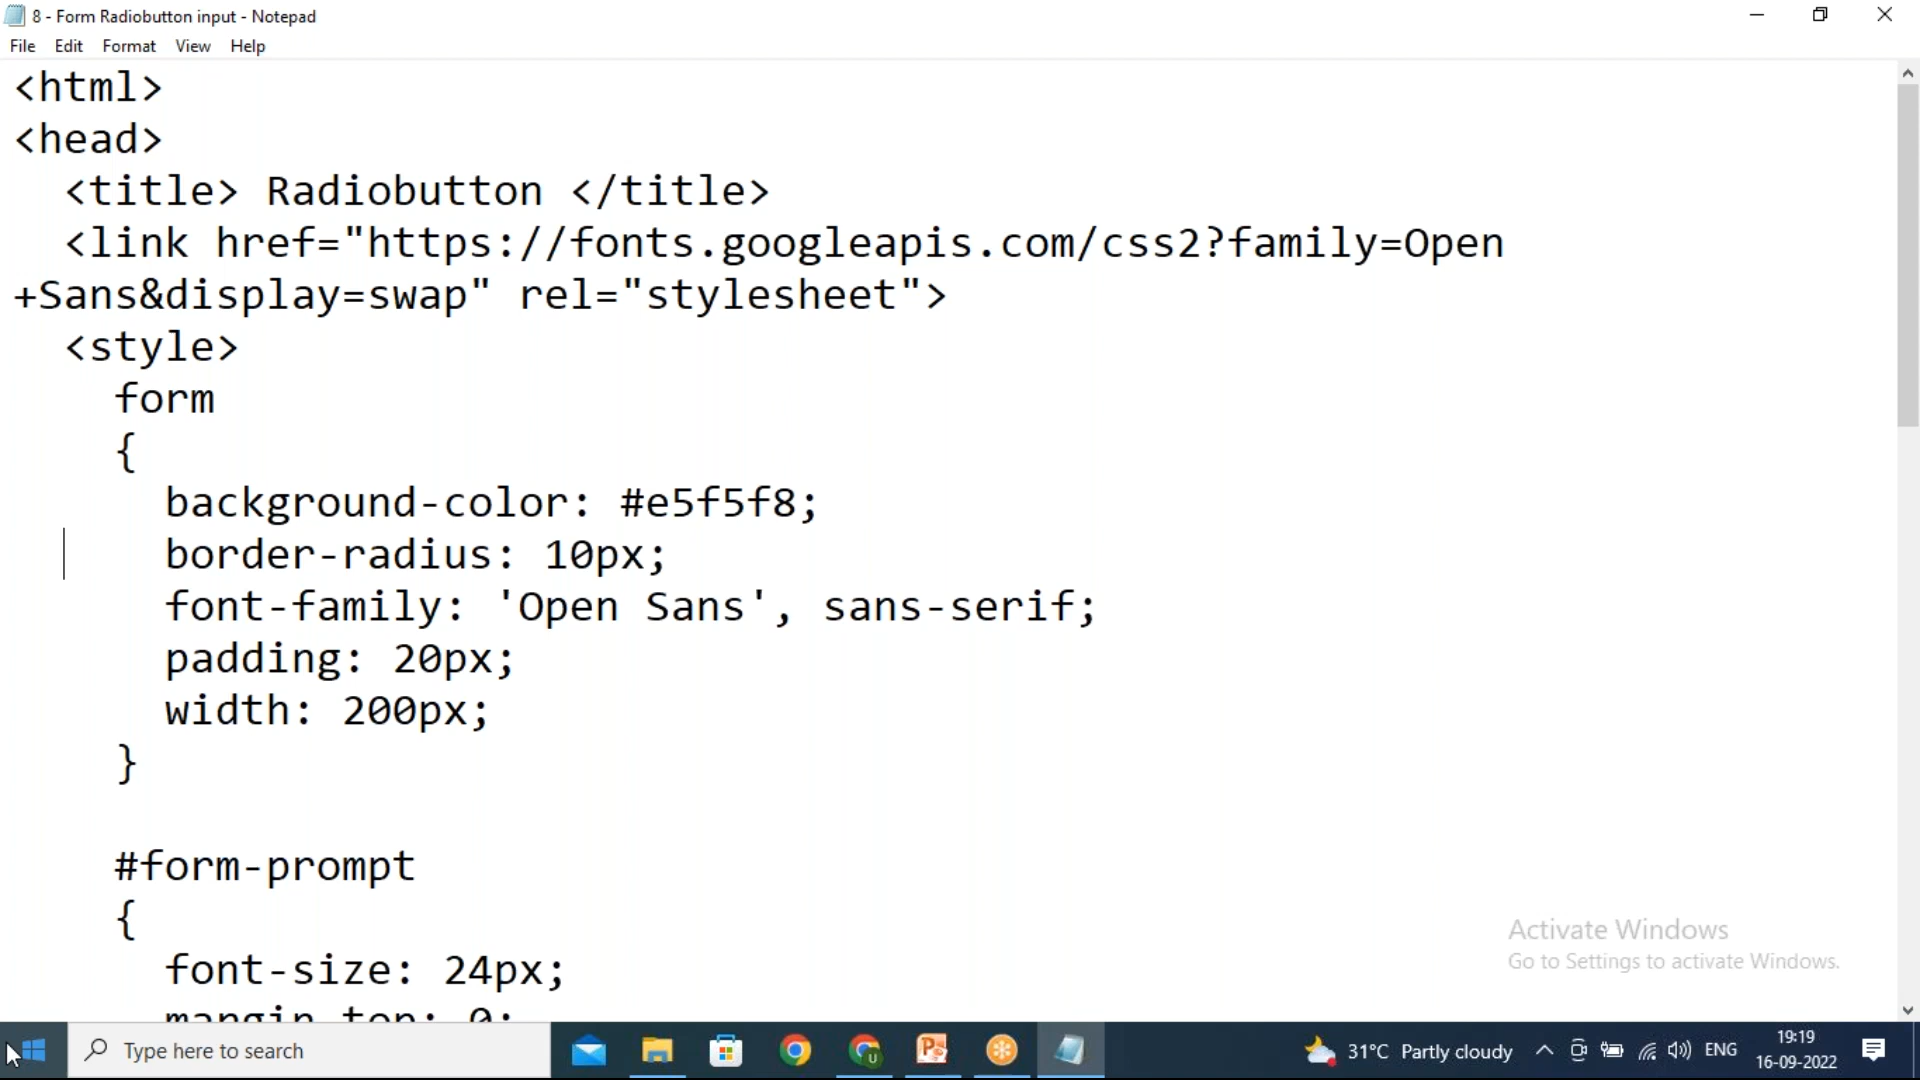 8 - Form Radiobutton input - Notepad
File Edit Format View Help
<html>
<head>
<title> Radiobutton </title>
<link href="https://fonts.googleapis.com/css2?family=Open
+Sans&display=swap" rel="stylesheet">
<style>
form
{
background-color: #e5f5f8;
border-radius: 10px;
font-family: 'Open Sans', sans-serif;
padding: 20px;
width: 200px;
}
#form-prompt
{
font-size: 24px;
margin-top: 0;
Activate Windows
Go to Settings to activate Windows.
Type here to search
31°C Partly cloudy
ENG
19:19
16-09-2022